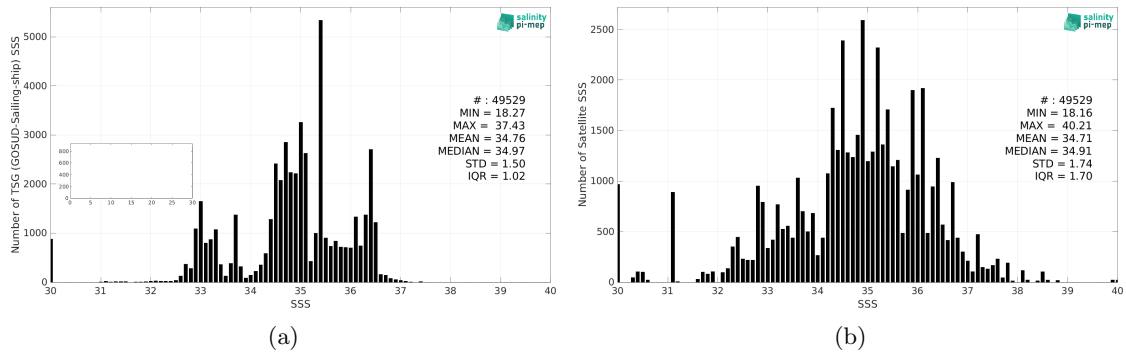 Number of TSG (GOSUD-Sailing-ship) SSS
5000
4000
3000
2000
1000
0
800
600
400
200
0
0 5 10 15 20 25 30
30 31 32 33 34 35 36 37 38 39 40
SSS
salinity
pi-mep
# : 49529
MIN = 18.27
MAX = 37.43
MEAN = 34.76
MEDIAN = 34.97
STD = 1.50
IQR = 1.02
(a)
Number of Satellite SSS
2500
2000
1500
1000
500
0
30 31 32 33 34 35 36 37 38 39 40
SSS
salinity
pi-mep
# : 49529
MIN = 18.16
MAX = 40.21
MEAN = 34.71
MEDIAN = 34.91
STD = 1.74
IQR = 1.70
(b)